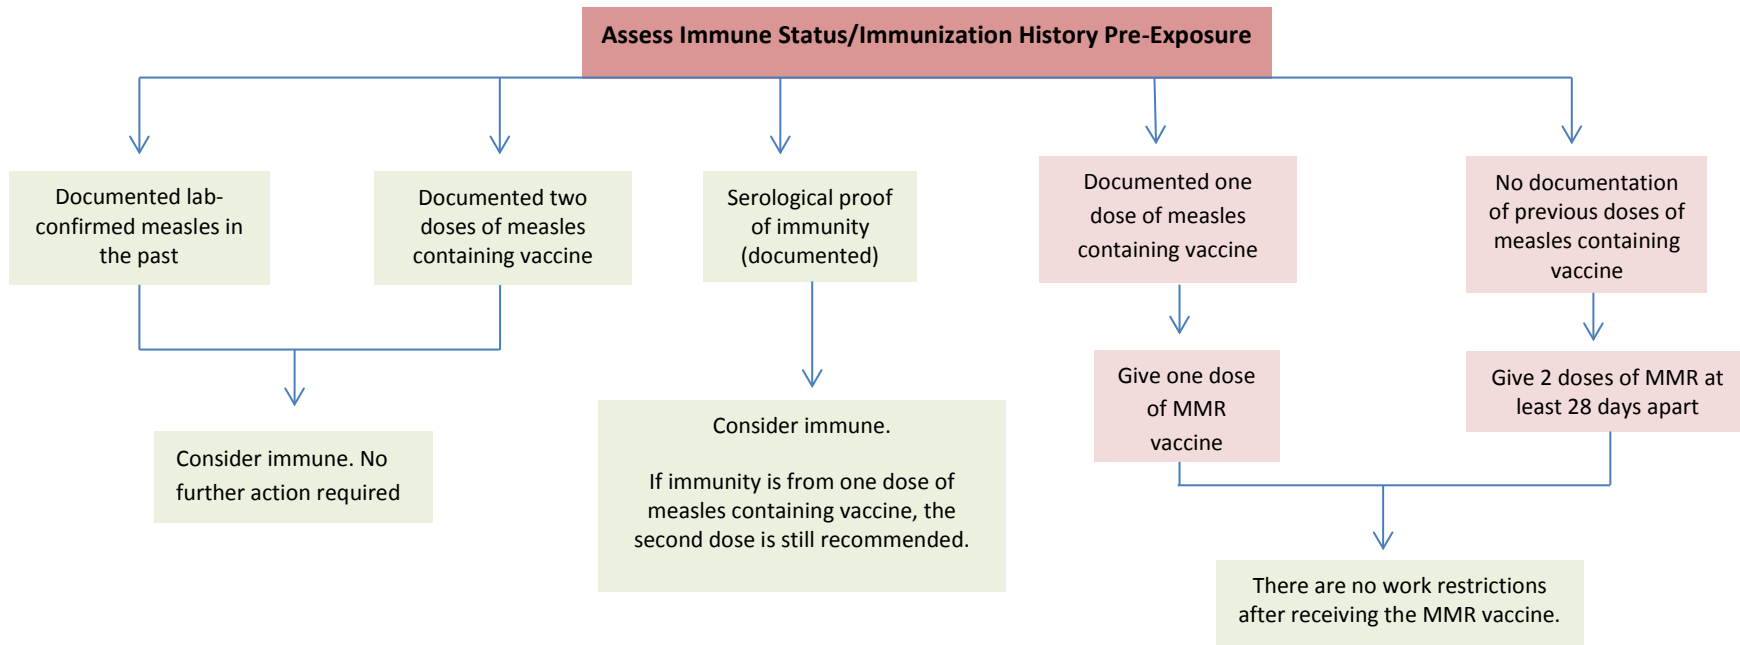 Assess Immune Status/Immunization History Pre-Exposure
Documented lab-
confirmed measles in
the past
Documented two
doses of measles
containing vaccine
Serological proof
of immunity
(documented)
Documented one
dose of measles
containing vaccine
No documentation
of previous doses of
measles containing
vaccine
Consider immune. No
further action required
Consider immune.
If immunity is from one dose of
measles containing vaccine, the
second dose is still recommended.
Give one dose
of MMR
vaccine
Give 2 doses of MMR at
least 28 days apart
There are no work restrictions
after receiving the MMR vaccine.